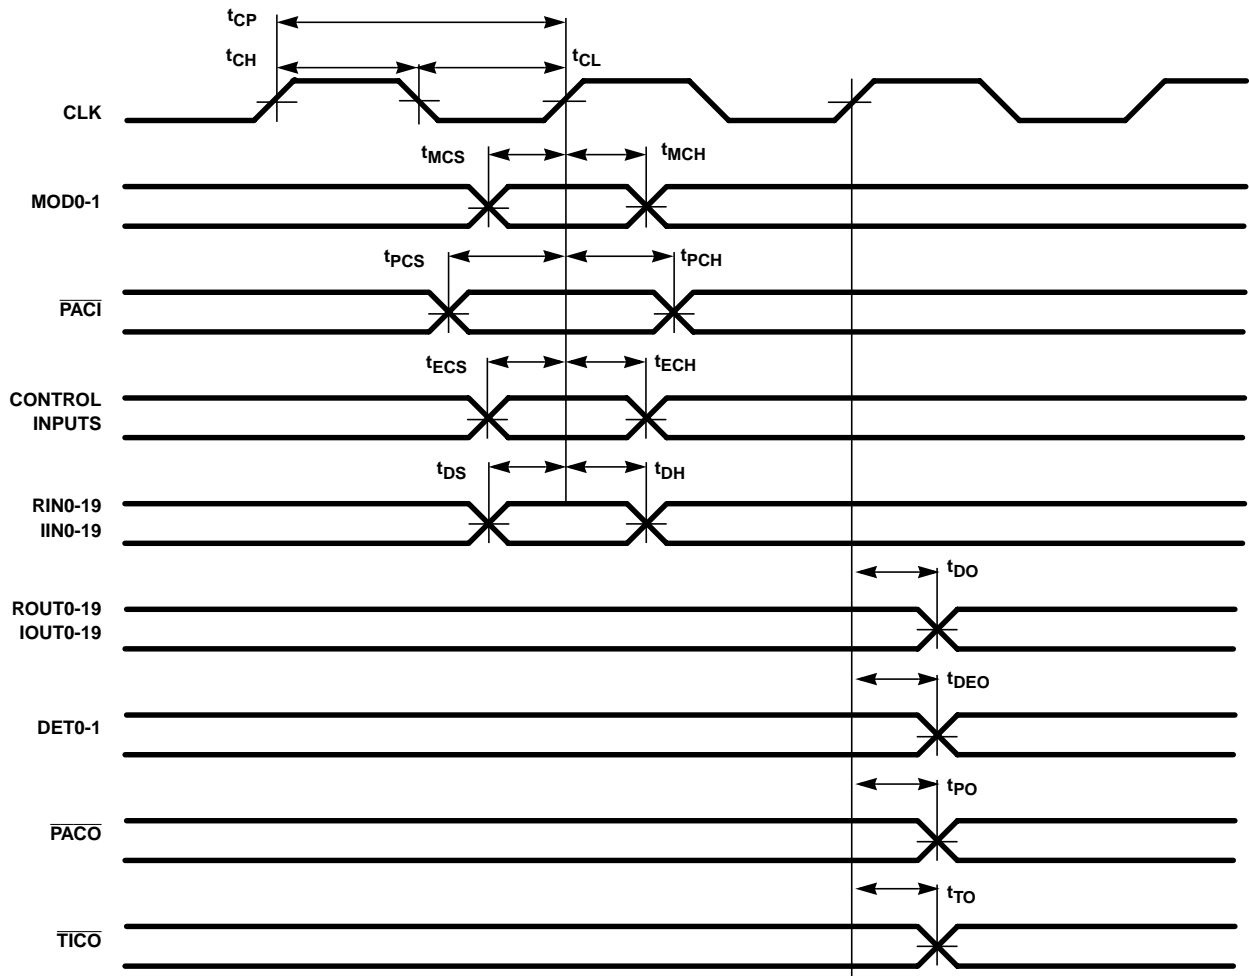 tCP
tCH
tCL
CLK
tMCS
tMCH
MOD0-1
tPCS
tPCH
PACI
tECS
tECH
CONTROL
INPUTS
tDS
tDH
RIN0-19
IIN0-19
tDO
ROUT0-19
IOUT0-19
tDEO
DET0-1
tPO
PACO
tTO
TICO